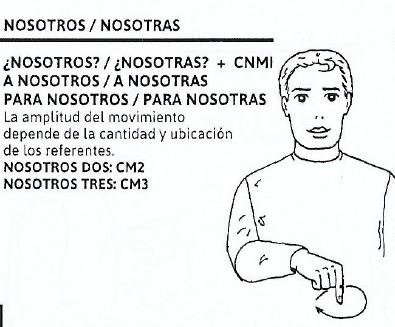 NOSOTROS / NOSOTRAS
¿NOSOTROS? / ¿NOSOTRAS? + CNMI
A NOSOTROS / A NOSOTRAS
PARA NOSOTROS / PARA NOSOTRAS
La amplitud del movimiento
depende de la cantidad y ubicación
de los referentes.
NOSOTROS DOS: CM2
NOSOTROS TRES: CM3